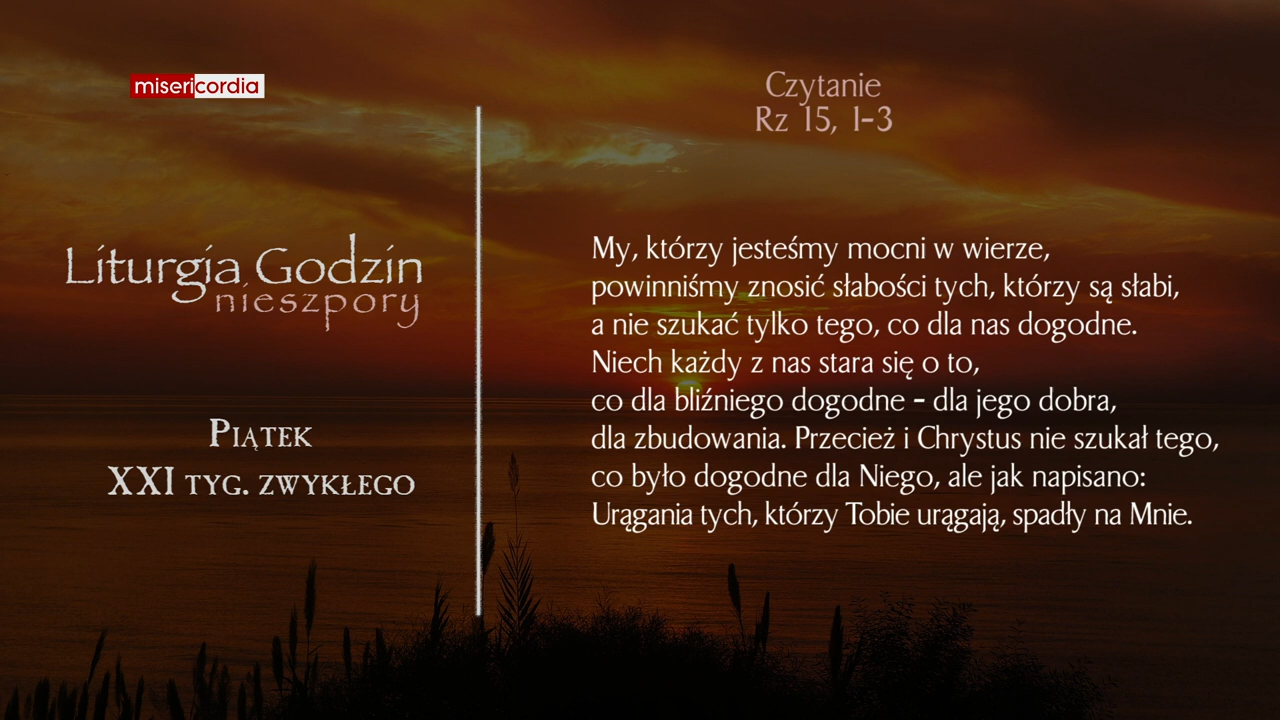 misericordia
Liturgia Godzin
nieszpory
Piątek
XXI tyg. zwykłego
Czytanie
Rz 15, 1-3
My, którzy jesteśmy mocni w wierze,
powinniśmy znosić słabości tych, którzy są słabi,
a nie szukać tylko tego, co dla nas dogodne.
Niech każdy z nas stara się o to,
co dla bliźniego dogodne - dla jego dobra,
dla zbudowania. Przecież i Chrystus nie szukał tego,
co było dogodne dla Niego, ale jak napisano:
Urągania tych, którzy Tobie urągają, spadły na Mnie.